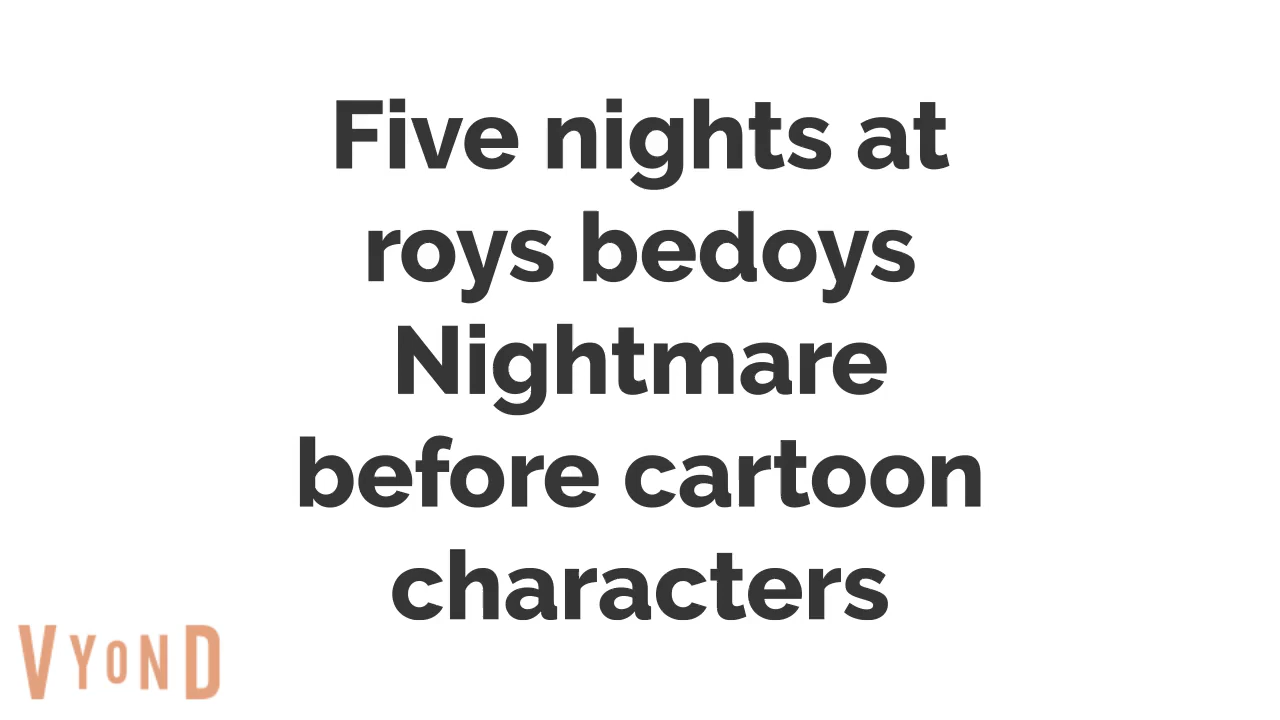 Five nights at
roys bedoys
Nightmare
before cartoon
characters
VYOND